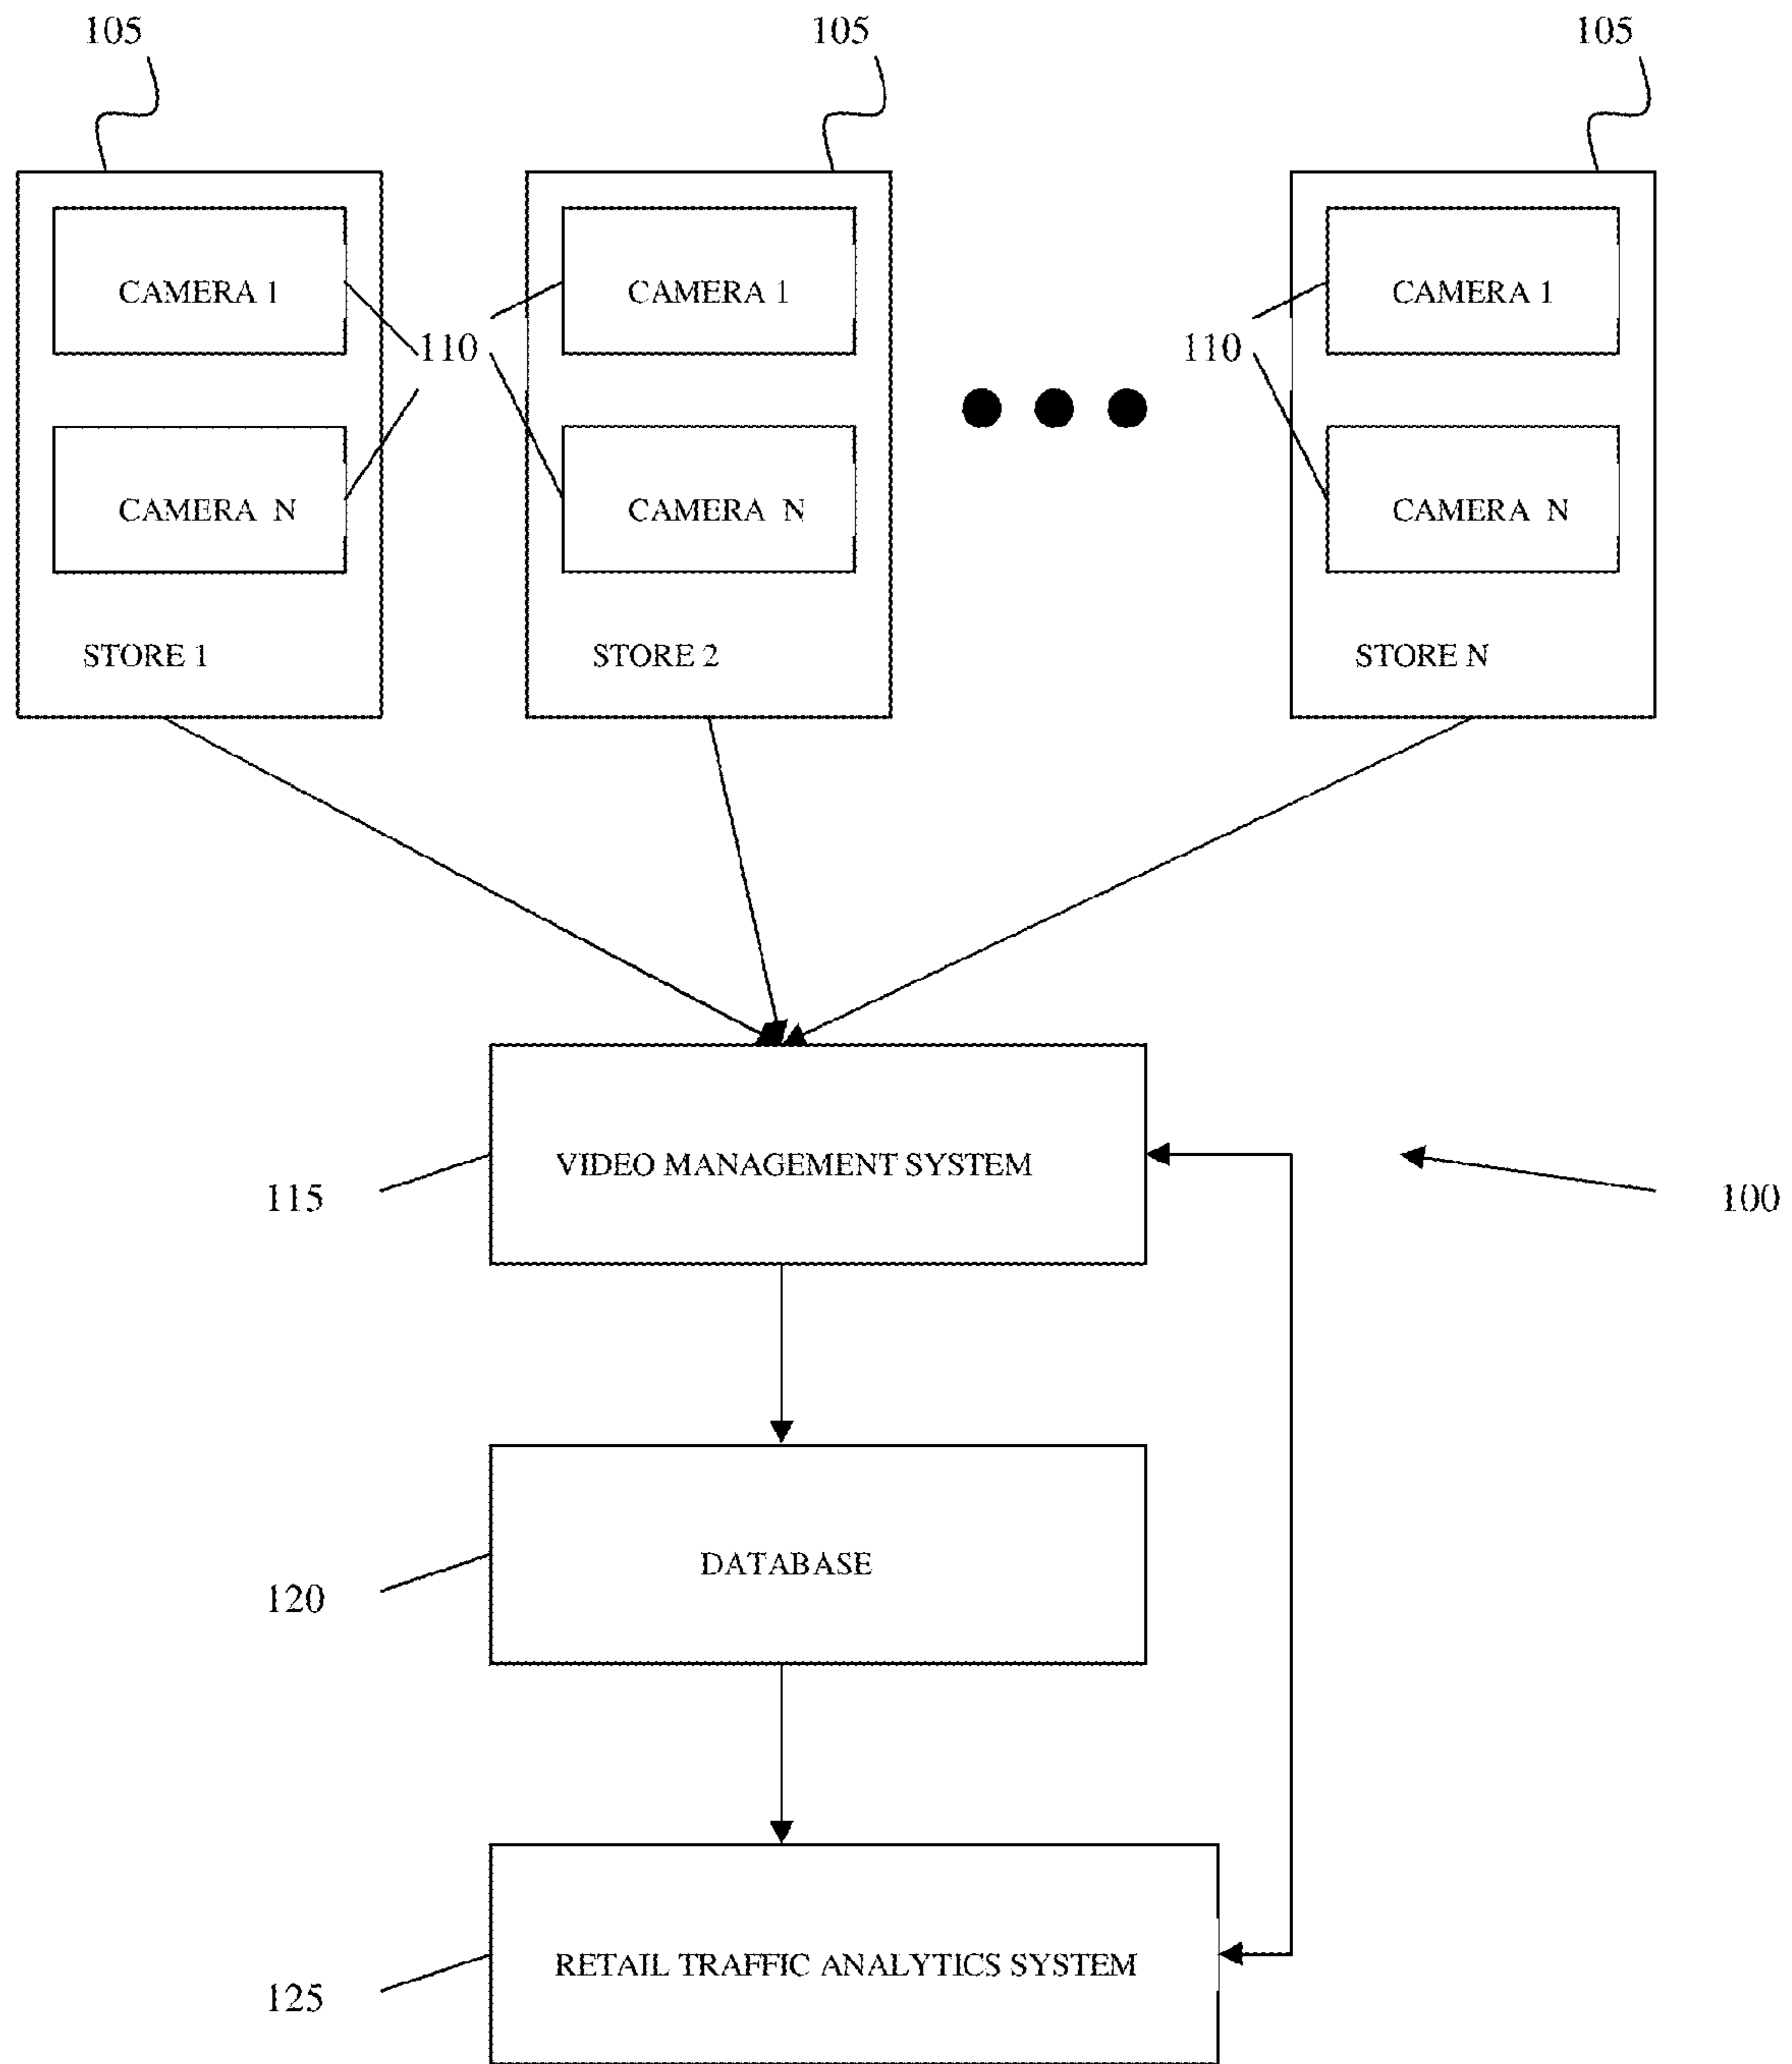 105
105
105
CAMERA 1
CAMERA 1
CAMERA 1
110
110
CAMERA N
CAMERA N
CAMERA N
STORE 1
STORE 2
STORE N
VIDEO MANAGEMENT SYSTEM
115
100
DATABASE
120
RETAIL TRAFFIC ANALYTICS SYSTEM
125